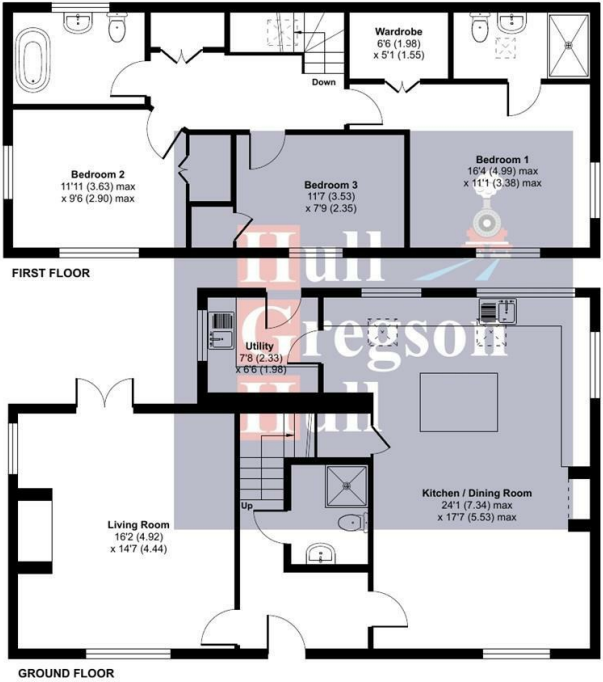 Wardrobe
6'6 (1.98)
x 5'1 (1.55)
Down
Bedroom 2
11'11 (3.63) max
x 9'6 (2.90) max
Bedroom 3
11'7 (3.53)
x 7'9 (2.35)
Bedroom 1
16'4 (4.99) max
x 11'1 (3.38) max
FIRST FLOOR
Hull
Gregson
Hull
Utility
7'8 (2.33)
x 6'6 (1.98)
Kitchen / Dining Room
24'1 (7.34) max
x 17'7 (5.53) max
Up
Living Room
16'2 (4.92)
x 14'7 (4.44)
GROUND FLOOR